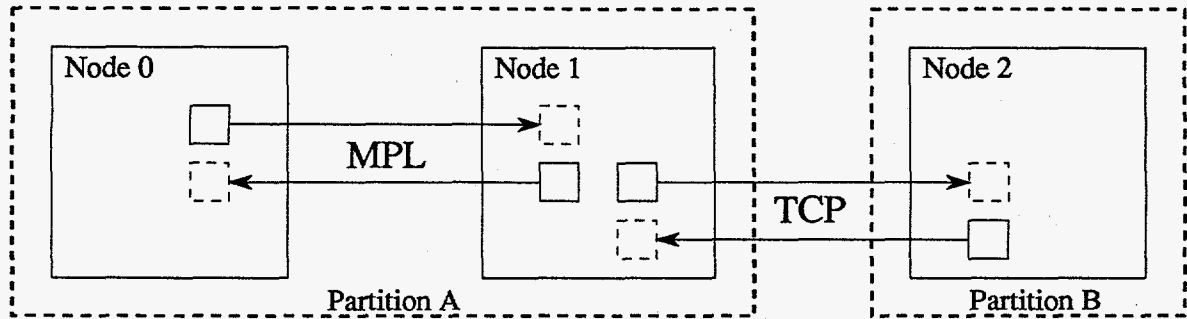 Node 0
Node 1
Node 2
MPL
TCP
Partition A
Partition B